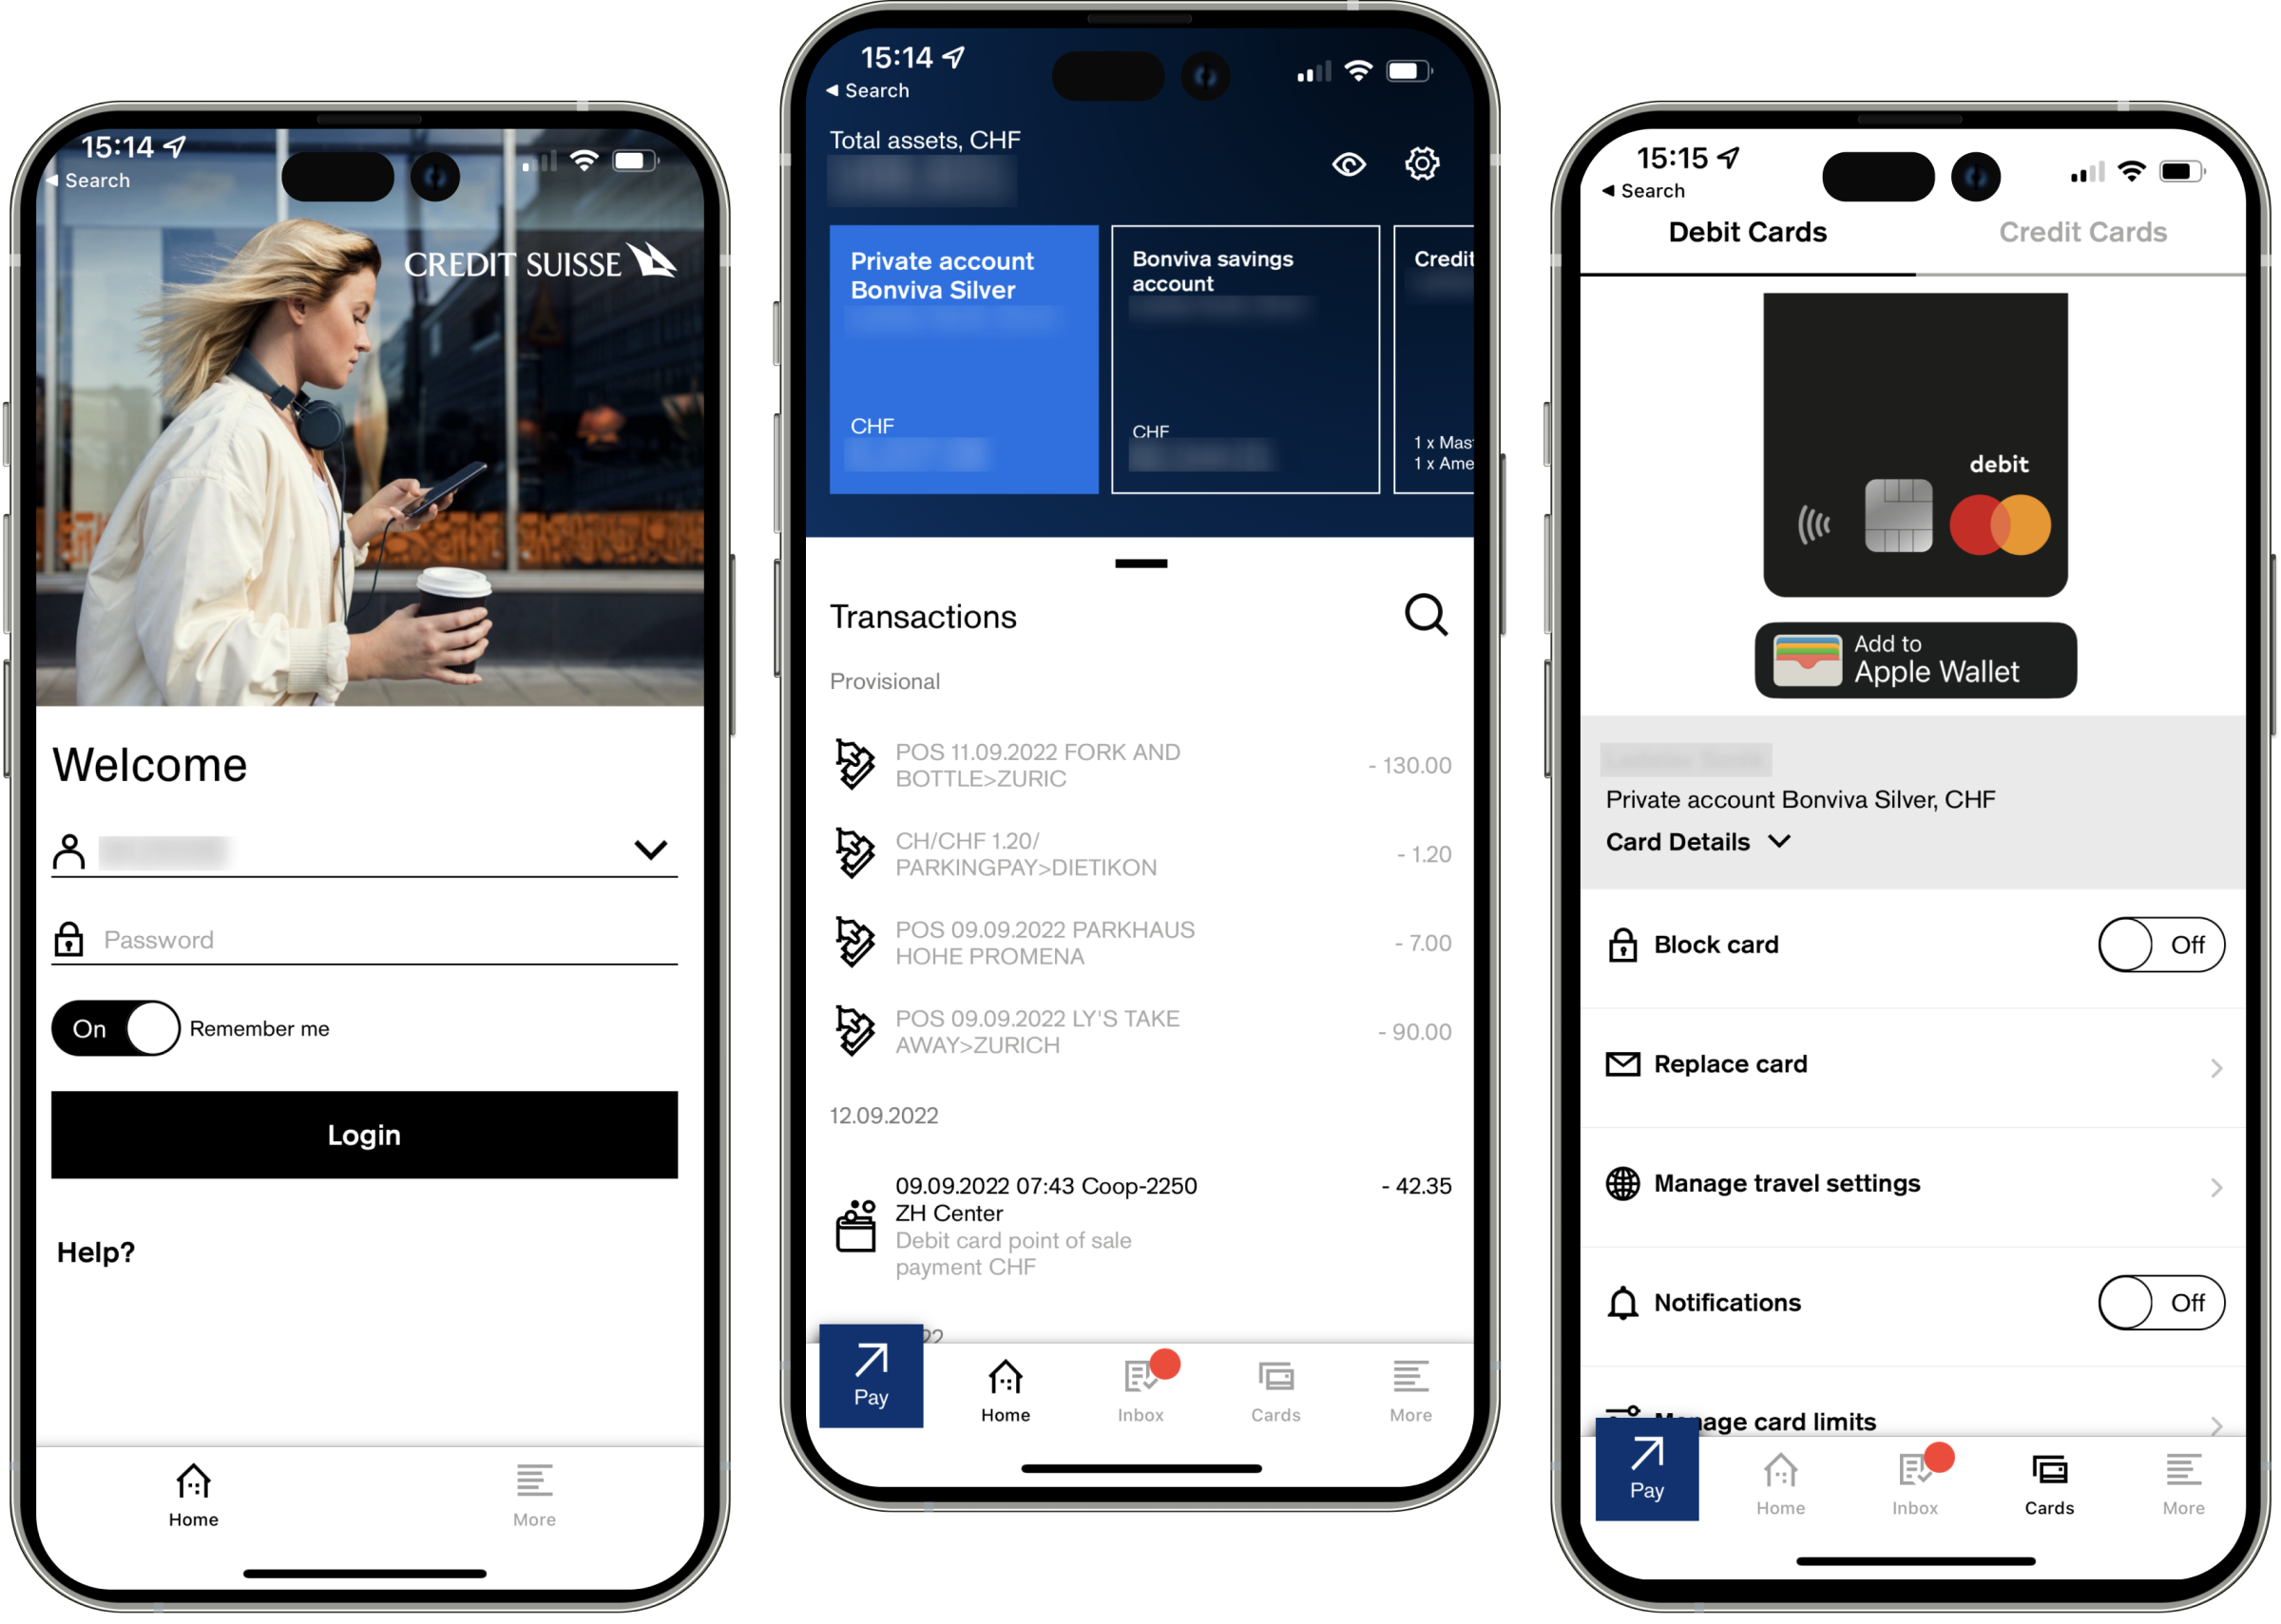 15:14
Search
CREDIT SUISSE
Welcome
Password
On
Remember me
Login
Help?
Home
More
15:14
Search
Total assets, CHF
Private account
Bonviva Silver
CHF
Bonviva savings
account
CHF
Credit
1 x Mas
1 x Ame
Transactions
Provisional
POS 11.09.2022 FORK AND
BOTTLE>ZURIC
- 130.00
CH/CHF 1.20/
PARKINGPAY>DIETIKON
- 1.20
POS 09.09.2022 PARKHAUS
HOHE PROMENA
- 7.00
POS 09.09.2022 LY'S TAKE
AWAY>ZURICH
- 90.00
12.09.2022
09.09.2022 07:43 Coop-2250
ZH Center
- 42.35
Debit card point of sale
payment CHF
Pay
Home
Inbox
Cards
More
15:15
Search
Debit Cards
Credit Cards
debit
Add to
Apple Wallet
Private account Bonviva Silver, CHF
Card Details
Block card
Off
Replace card
Manage travel settings
Notifications
Off
card limits
Pay
Home
Inbox
Cards
More